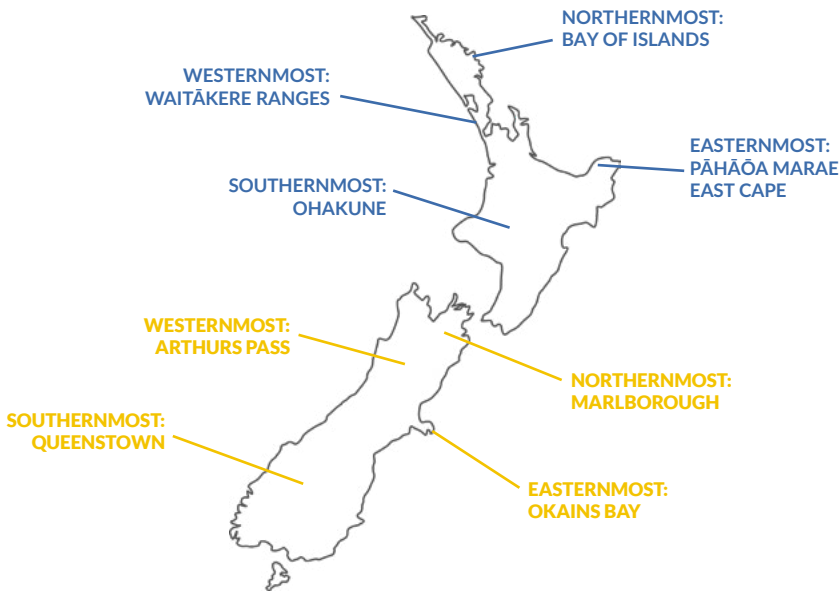 NORTHERNMOST:
BAY OF ISLANDS
WESTERNMOST:
WAITĀKERE RANGES
EASTERNMOST:
PĀHĀŌA MARAE
EAST CAPE
SOUTHERNMOST:
OHAKUNE
WESTERNMOST:
ARTHURS PASS
NORTHERNMOST:
MARLBOROUGH
SOUTHERNMOST:
QUEENSTOWN
EASTERNMOST:
OKAINS BAY